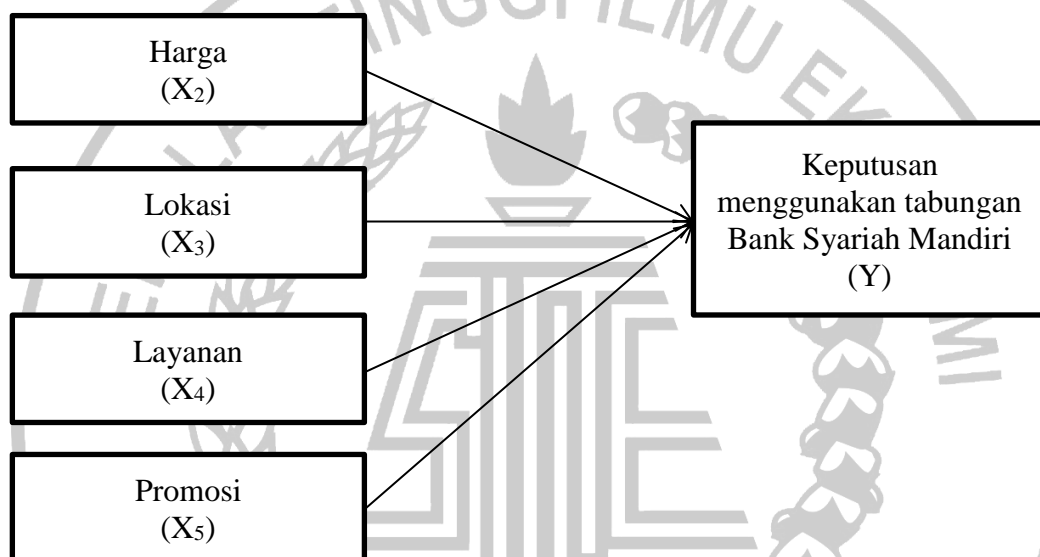 Harga
(X₂)
Lokasi
(X₃)
Layanan
(X₄)
Promosi
(X₅)
Keputusan
menggunakan tabungan
Bank Syariah Mandiri
(Y)